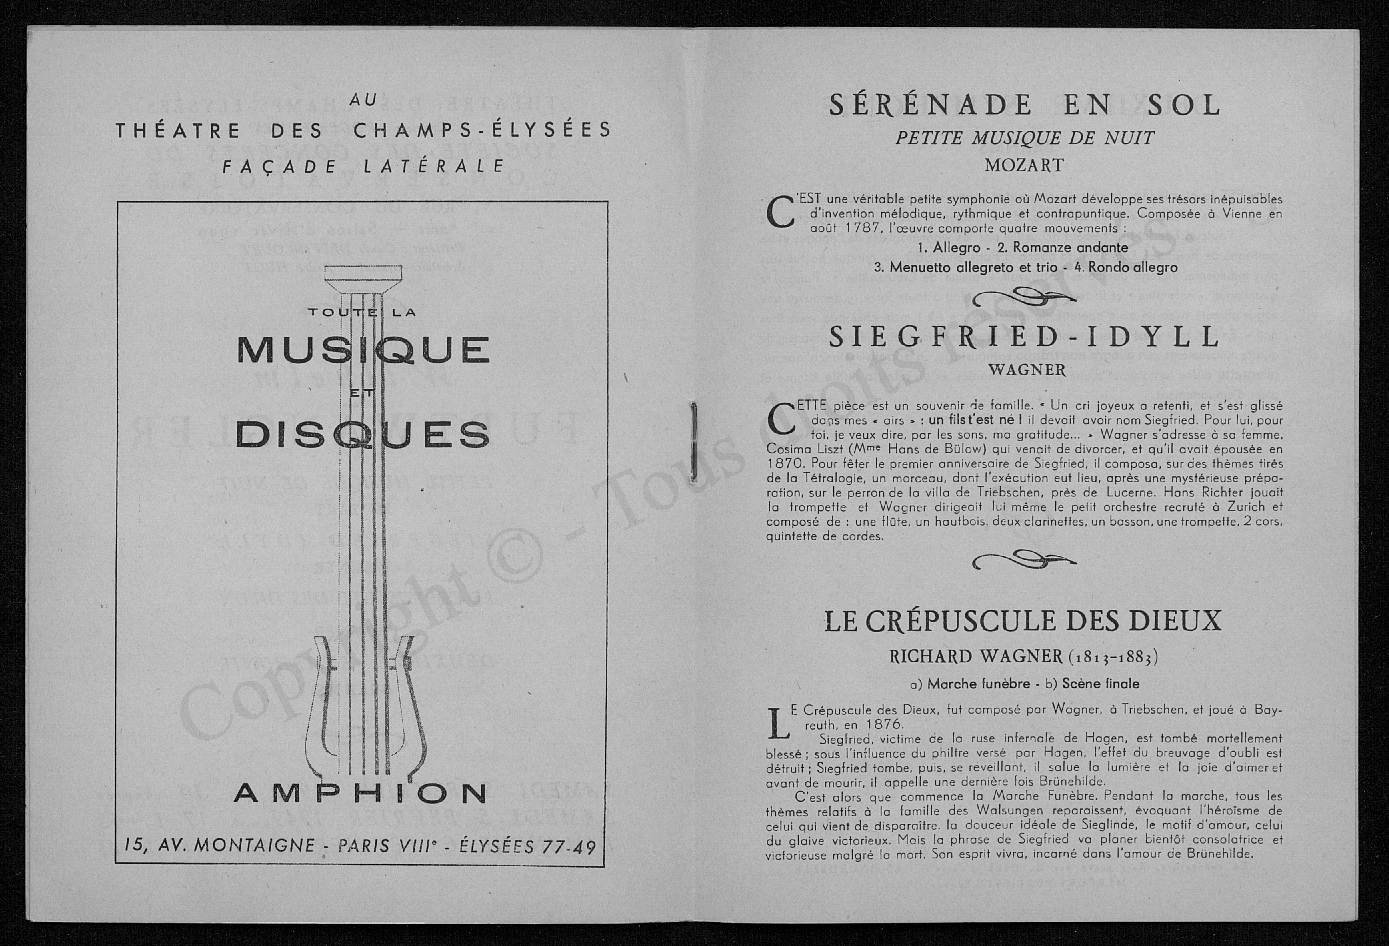 AU
THÉATRE DES CHAMPS-ÉLYSÉES
FAÇADE LATÉRALE
TOUTE LA
MUSIQUE
ET
DISQUES
AMPHION
15, AV. MONTAIGNE - PARIS VIIIe - ÉLYSÉES 77-49
SÉRÉNADE EN SOL
PETITE MUSIQUE DE NUIT
MOZART
C'EST une véritable petite symphonie où Mozart développe ses trésors inépuisables
d'invention mélodique, rythmique et contrapuntique. Composée à Vienne en
août 1787, l'œuvre comporte quatre mouvements :
1. Allegro - 2. Romanze andante
3. Menuetto allegreto et trio - 4. Rondo allegro
SIEGFRIED-IDYLL
WAGNER
CETTE pièce est un souvenir de famille. « Un cri joyeux a retenti, et s'est glissé
dans mes « airs » : un fils t'est né ! il devait avoir nom Siegfried. Pour lui, pour
toi, je veux dire, par les sons, ma gratitude... » Wagner s'adresse à sa femme,
Cosima Liszt (Mme Hans de Bülow) qui venait de divorcer, et qu'il avait épousée en
1870. Pour fêter le premier anniversaire de Siegfried, il composa, sur des thèmes tirés
de la Tétralogie, un morceau, dont l'exécution eut lieu, après une mystérieuse prépa-
ration, sur le perron de la villa de Triebschen, près de Lucerne. Hans Richter jouait
la trompette et Wagner dirigeait lui même le petit orchestre recruté à Zurich et
composé de : une flûte, un hautbois, deux clarinettes, un basson, une trompette, 2 cors,
quintette de cordes.
LE CRÉPUSCULE DES DIEUX
RICHARD WAGNER (1813-1883)
a) Marche funèbre - b) Scène finale
LE Crépuscule des Dieux, fut composé par Wagner, à Triebschen, et joué à Bay-
reuth, en 1876.
Siegfried, victime de la ruse infernale de Hagen, est tombé mortellement
blessé ; sous l'influence du philtre versé par Hagen, l'effet du breuvage d'oubli est
détruit ; Siegfried tombe, puis, se reveillant, il salue la lumière et la joie d'aimer et
avant de mourir, il appelle une dernière fois Brünehilde.
C'est alors que commence la Marche Funèbre. Pendant la marche, tous les
thèmes relatifs à la famille des Walsungen reparaissent, évoquant l'héroïsme de
celui qui vient de disparaitre, la douceur idéale de Sieglinde, le motif d'amour, celui
du glaive victorieux. Mais la phrase de Siegfried va planer bientôt consolatrice et
victorieuse malgré la mort. Son esprit vivra, incarné dans l'amour de Brünehilde.
Copyright © - Tous droits réservés.